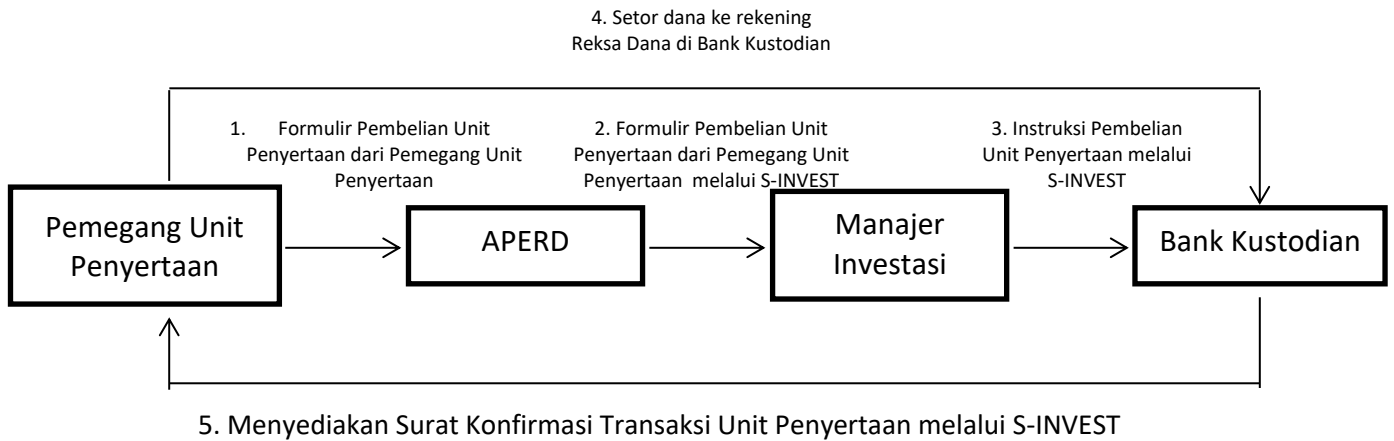 4. Setor dana ke rekening
Reksa Dana di Bank Kustodian
1. Formulir Pembelian Unit
Penyertaan dari Pemegang Unit
Penyertaan
2. Formulir Pembelian Unit
Penyertaan dari Pemegang Unit
Penyertaan melalui S-INVEST
3. Instruksi Pembelian
Unit Penyertaan melalui
S-INVEST
Pemegang Unit
Penyertaan
APERD
Manajer
Investasi
Bank Kustodian
5. Menyediakan Surat Konfirmasi Transaksi Unit Penyertaan melalui S-INVEST